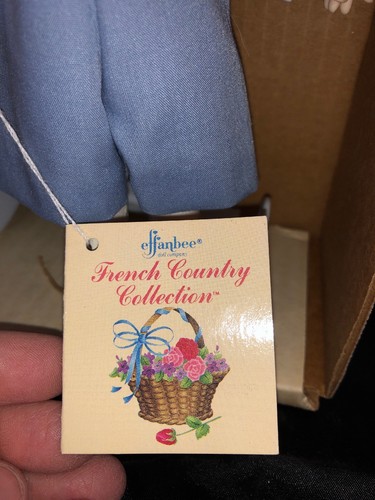 effanbee®
doll company
French Country
Collection™